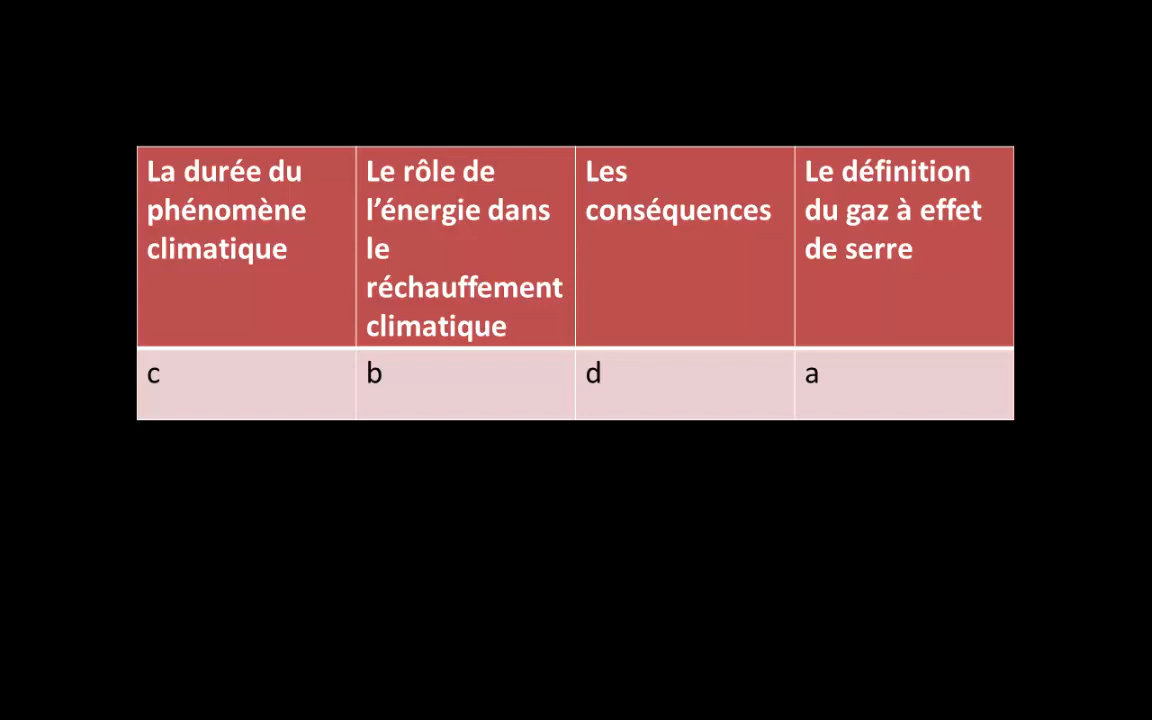 La durée du
phénomène
climatique
Le rôle de
l’énergie dans
le
réchauffement
climatique
Les
conséquences
Le définition
du gaz à effet
de serre
c
b
d
a